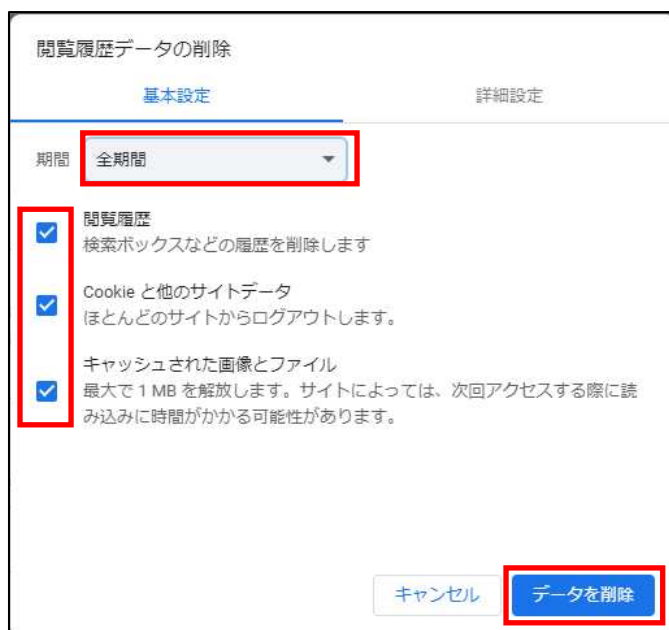 閲覧履歴データの削除
基本設定
詳細設定
期間
全期間
閲覧履歴
検索ボックスなどの履歴を削除します
Cookie と他のサイトデータ
ほとんどのサイトからログアウトします。
キャッシュされた画像とファイル
最大で 1 MB を解放します。サイトによっては、次回アクセスする際に読
み込みに時間がかかる可能性があります。
キャンセル
データを削除